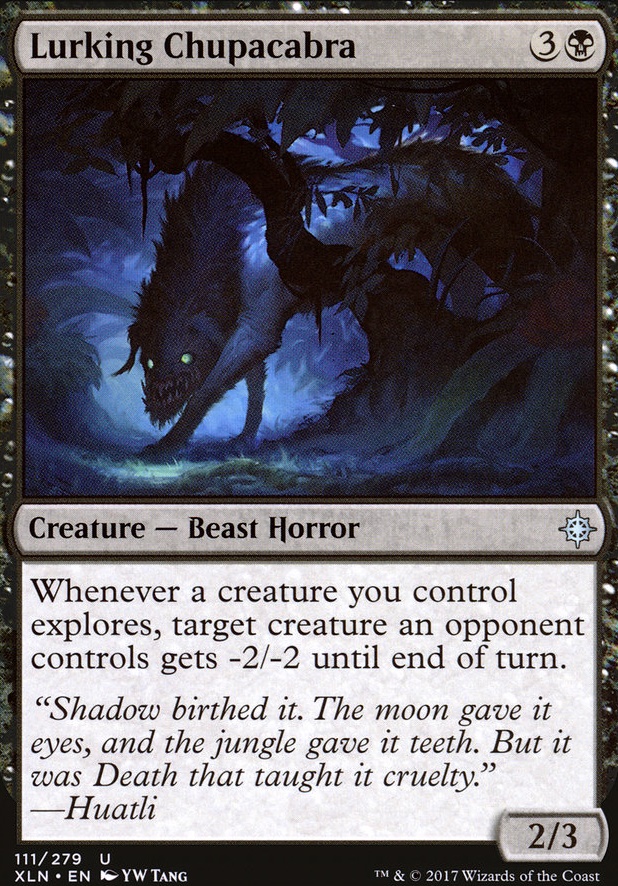 Lurking Chupacabra 3
Creature — Beast Horror
Whenever a creature you control
explores, target creature an opponent
controls gets -2/-2 until end of turn.
“Shadow birthed it. The moon gave it
eyes, and the jungle gave it teeth. But it
was Death that taught it cruelty.”
—Huatli
2/3
111/279 U
XLN • EN YW Tang
™ & © 2017 Wizards of the Coast